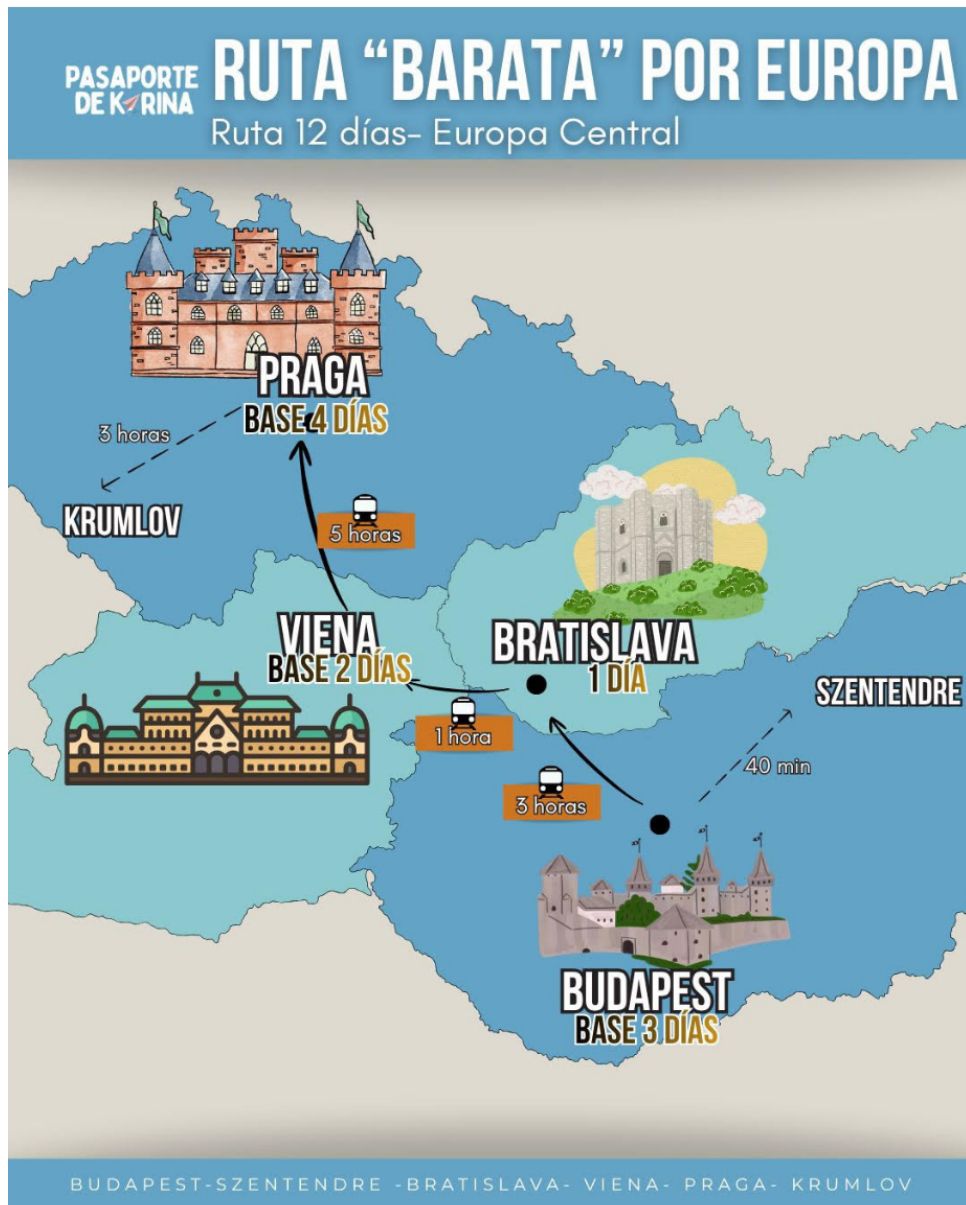 PASAPORTE
DE KARINA
RUTA “BARATA” POR EUROPA
Ruta 12 días- Europa Central
PRAGA
BASE 4 DÍAS
3 horas
KRUMLOV
5 horas
VIENA
BASE 2 DÍAS
BRATISLAVA
1 DÍA
SZENTENDRE
1 hora
40 min
3 horas
BUDAPEST
BASE 3 DÍAS
BUDAPEST-SZENTENDRE -BRATISLAVA- VIENA- PRAGA- KRUMLOV